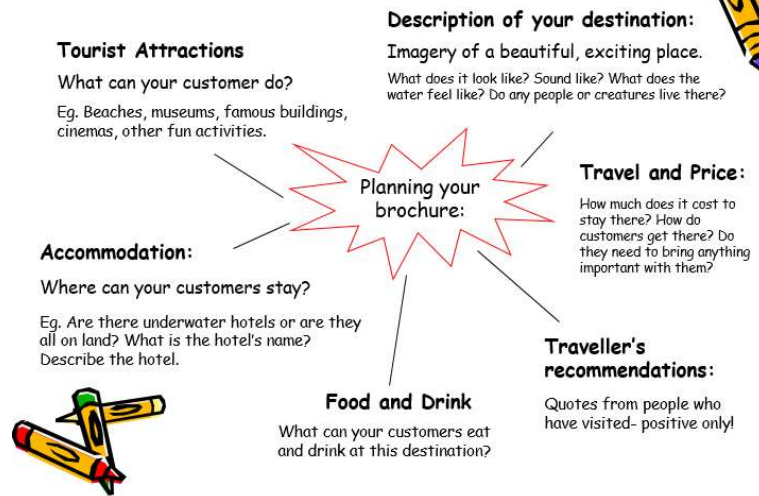 Tourist Attractions
What can your customer do?
Eg. Beaches, museums, famous buildings,
cinemas, other fun activities.
Description of your destination:
Imagery of a beautiful, exciting place.
What does it look like? Sound like? What does the
water feel like? Do any people or creatures live there?
Planning your
brochure:
Travel and Price:
How much does it cost to
stay there? How do
customers get there? Do
they need to bring anything
important with them?
Accommodation:
Where can your customers stay?
Eg. Are there underwater hotels or are they
all on land? What is the hotel's name?
Describe the hotel.
Food and Drink
What can your customers eat
and drink at this destination?
Traveller's
recommendations:
Quotes from people who
have visited- positive only!